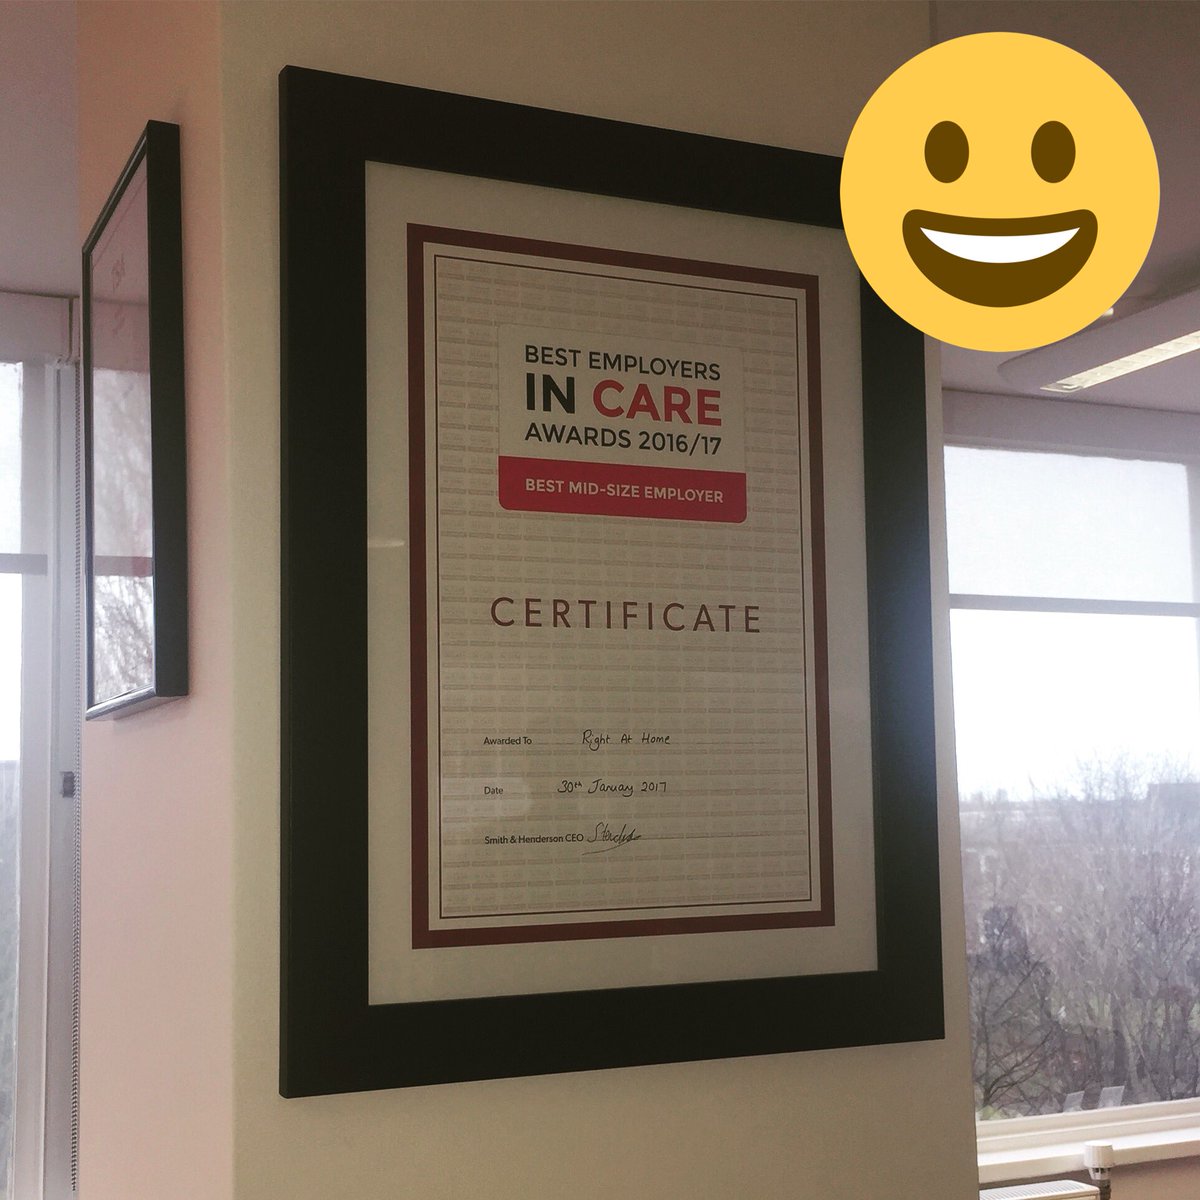 BEST EMPLOYERS
IN CARE
AWARDS 2016/17
BEST MID-SIZE EMPLOYER
CERTIFICATE
Awarded To Right At Home
Date 30th January 2017
Smith & Henderson CEO